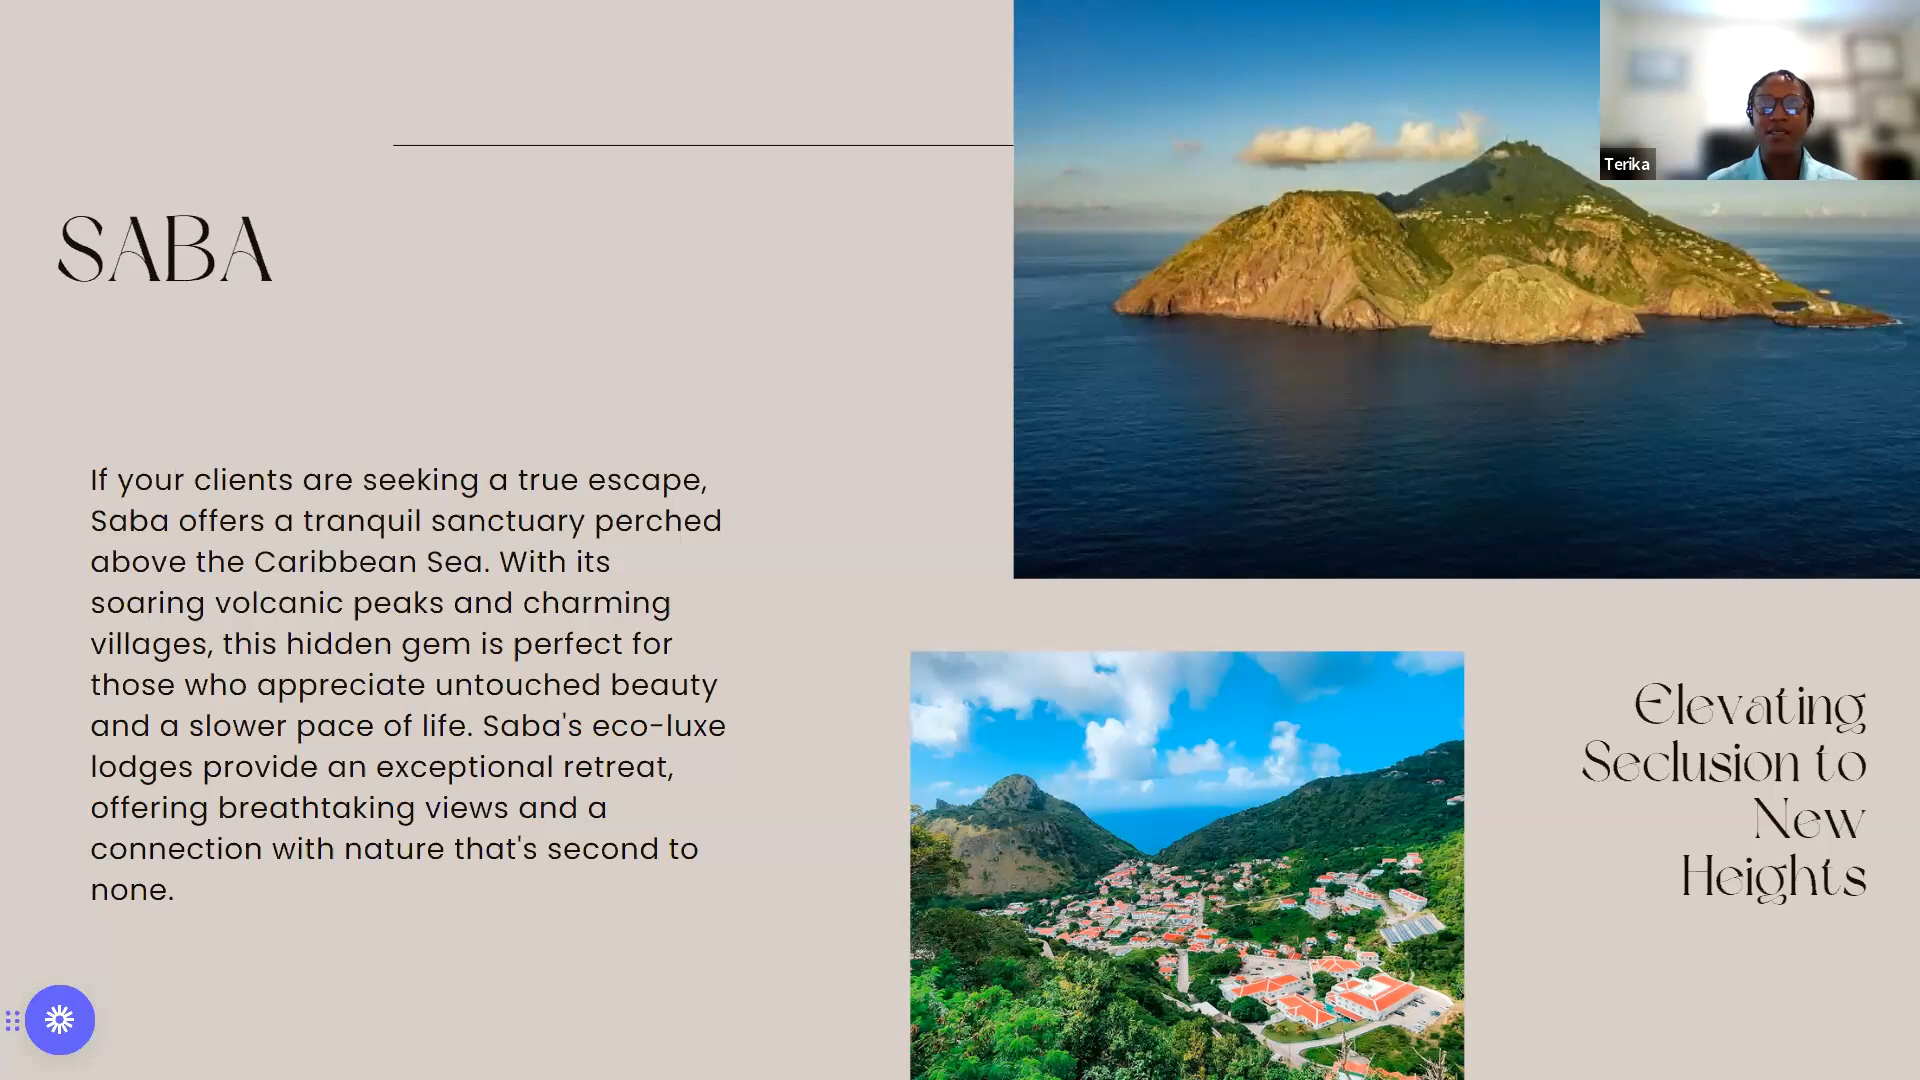 Terika
SABA
If your clients are seeking a true escape,
Saba offers a tranquil sanctuary perched
above the Caribbean Sea. With its
soaring volcanic peaks and charming
villages, this hidden gem is perfect for
those who appreciate untouched beauty
and a slower pace of life. Saba's eco-luxe
lodges provide an exceptional retreat,
offering breathtaking views and a
connection with nature that's second to
none.
Elevating
Seclusion to
New
Heights